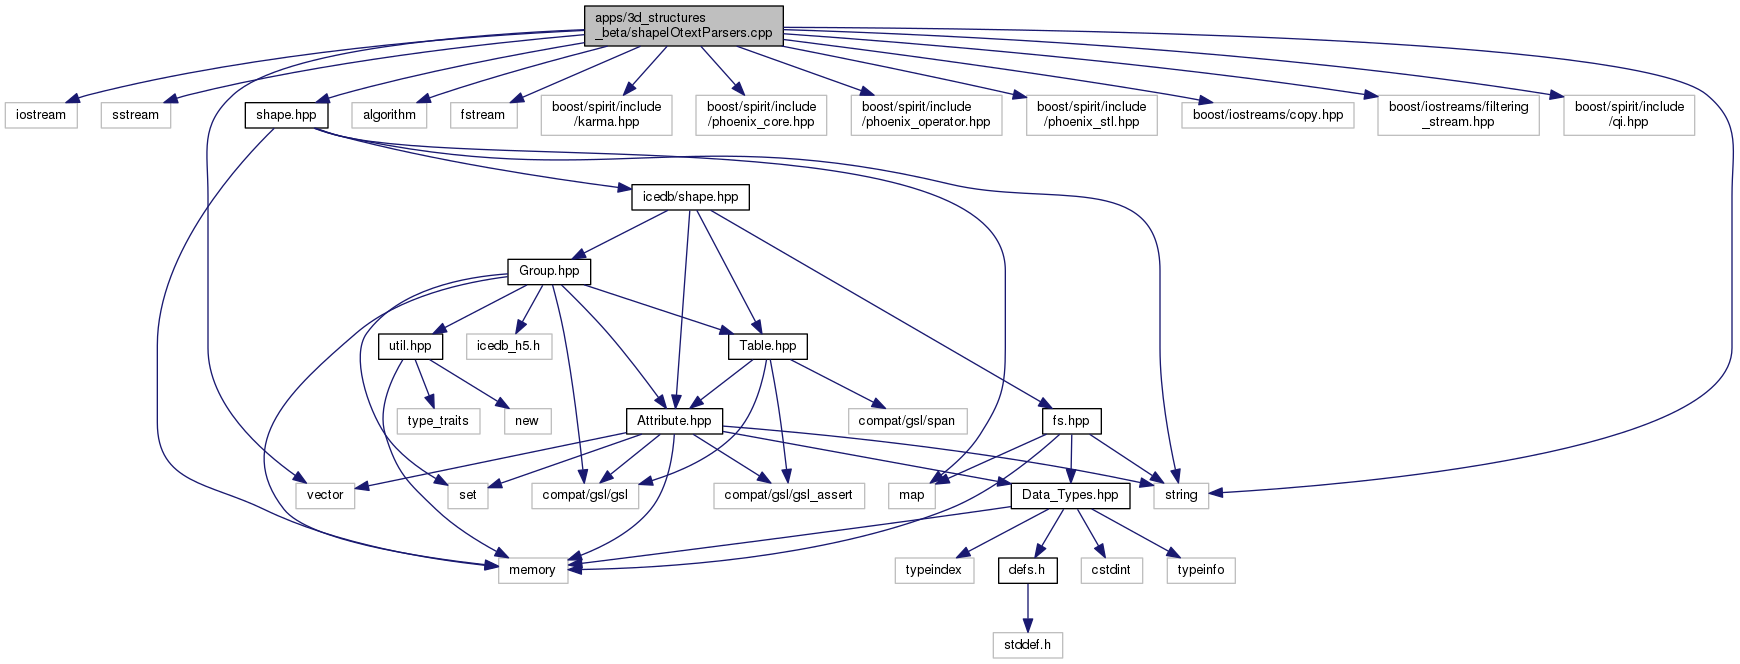 apps/3d_structures
_beta/shapeIOtextParsers.cpp
iostream
sstream
shape.hpp
algorithm
fstream
boost/spirit/include
/karma.hpp
boost/spirit/include
/phoenix_core.hpp
boost/spirit/include
/phoenix_operator.hpp
boost/spirit/include
/phoenix_stl.hpp
boost/iostreams/copy.hpp
boost/iostreams/filtering
_stream.hpp
boost/spirit/include
/qi.hpp
icedb/shape.hpp
Group.hpp
util.hpp
icedb_h5.h
Table.hpp
type_traits
new
Attribute.hpp
compat/gsl/span
fs.hpp
vector
set
compat/gsl/gsl
compat/gsl/gsl_assert
map
Data_Types.hpp
string
memory
typeindex
defs.h
cstdint
typeinfo
stddef.h